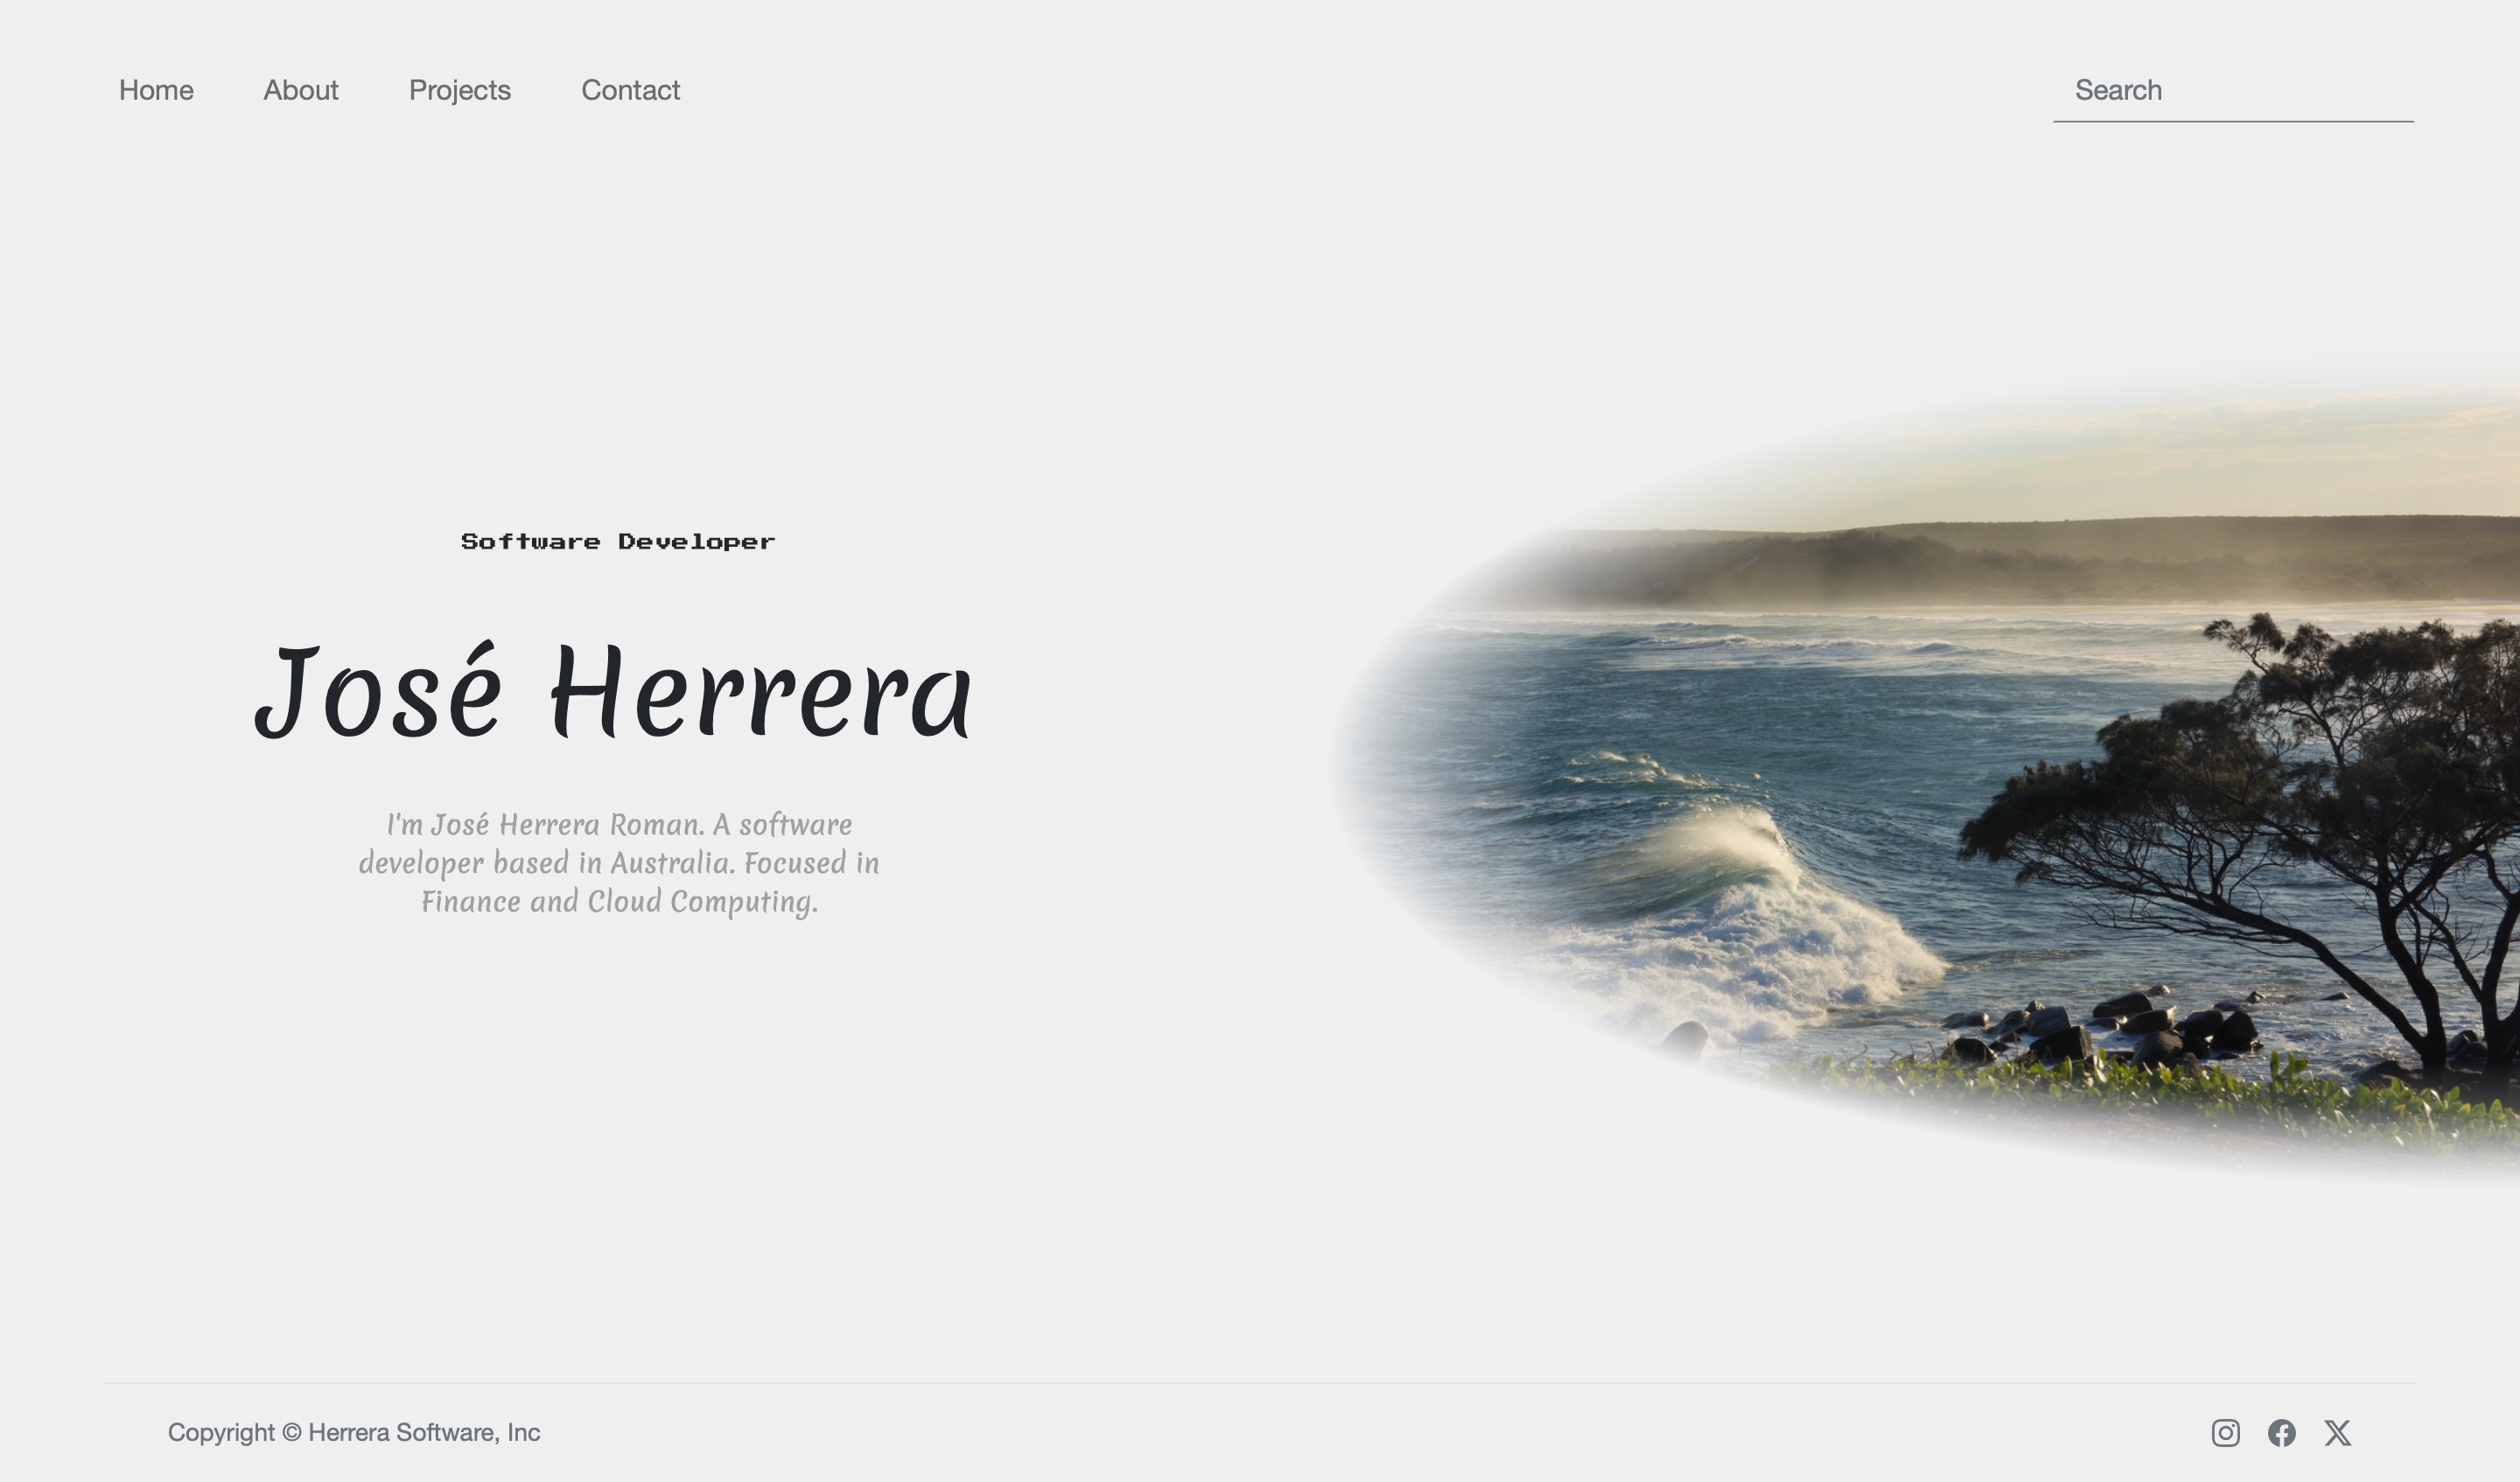 Home About Projects Contact Search
Software Developer
José Herrera
I'm José Herrera Roman. A software
developer based in Australia. Focused in
Finance and Cloud Computing.
Copyright © Herrera Software, Inc